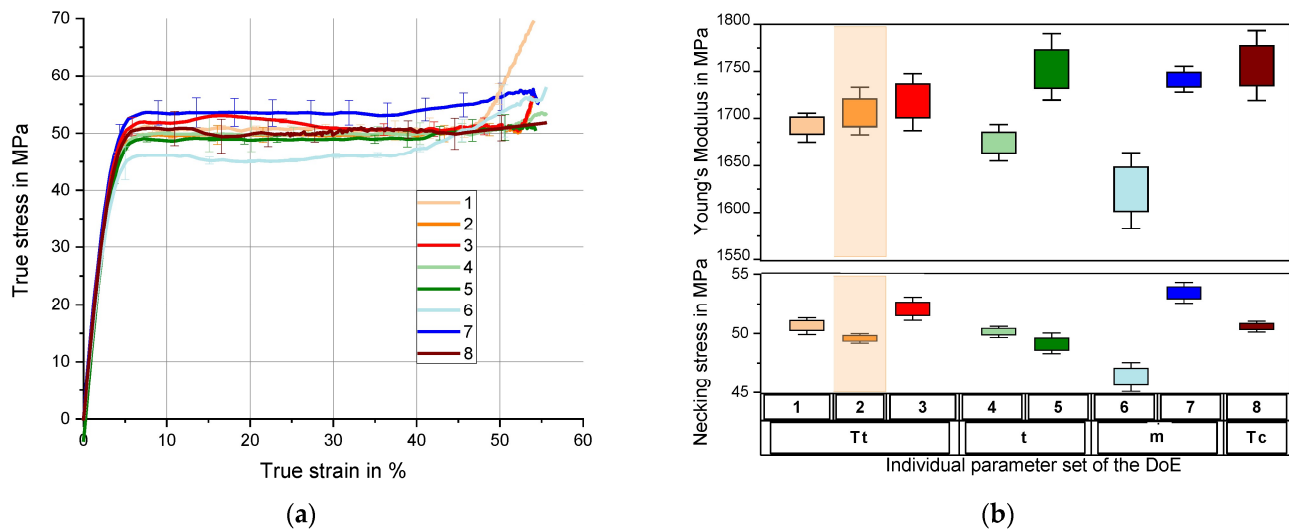 70
60
50
40
30
20
10
0
0 10 20 30 40 50 60
True stress in MPa
True strain in %
1
2
3
4
5
6
7
8
(a)
1800
1750
1700
1650
1600
1550
Young's Modulus in MPa
55
50
45
Necking stress in MPa
1 2 3 4 5 6 7 8
Tt t m Tc
Individual parameter set of the DoE
(b)